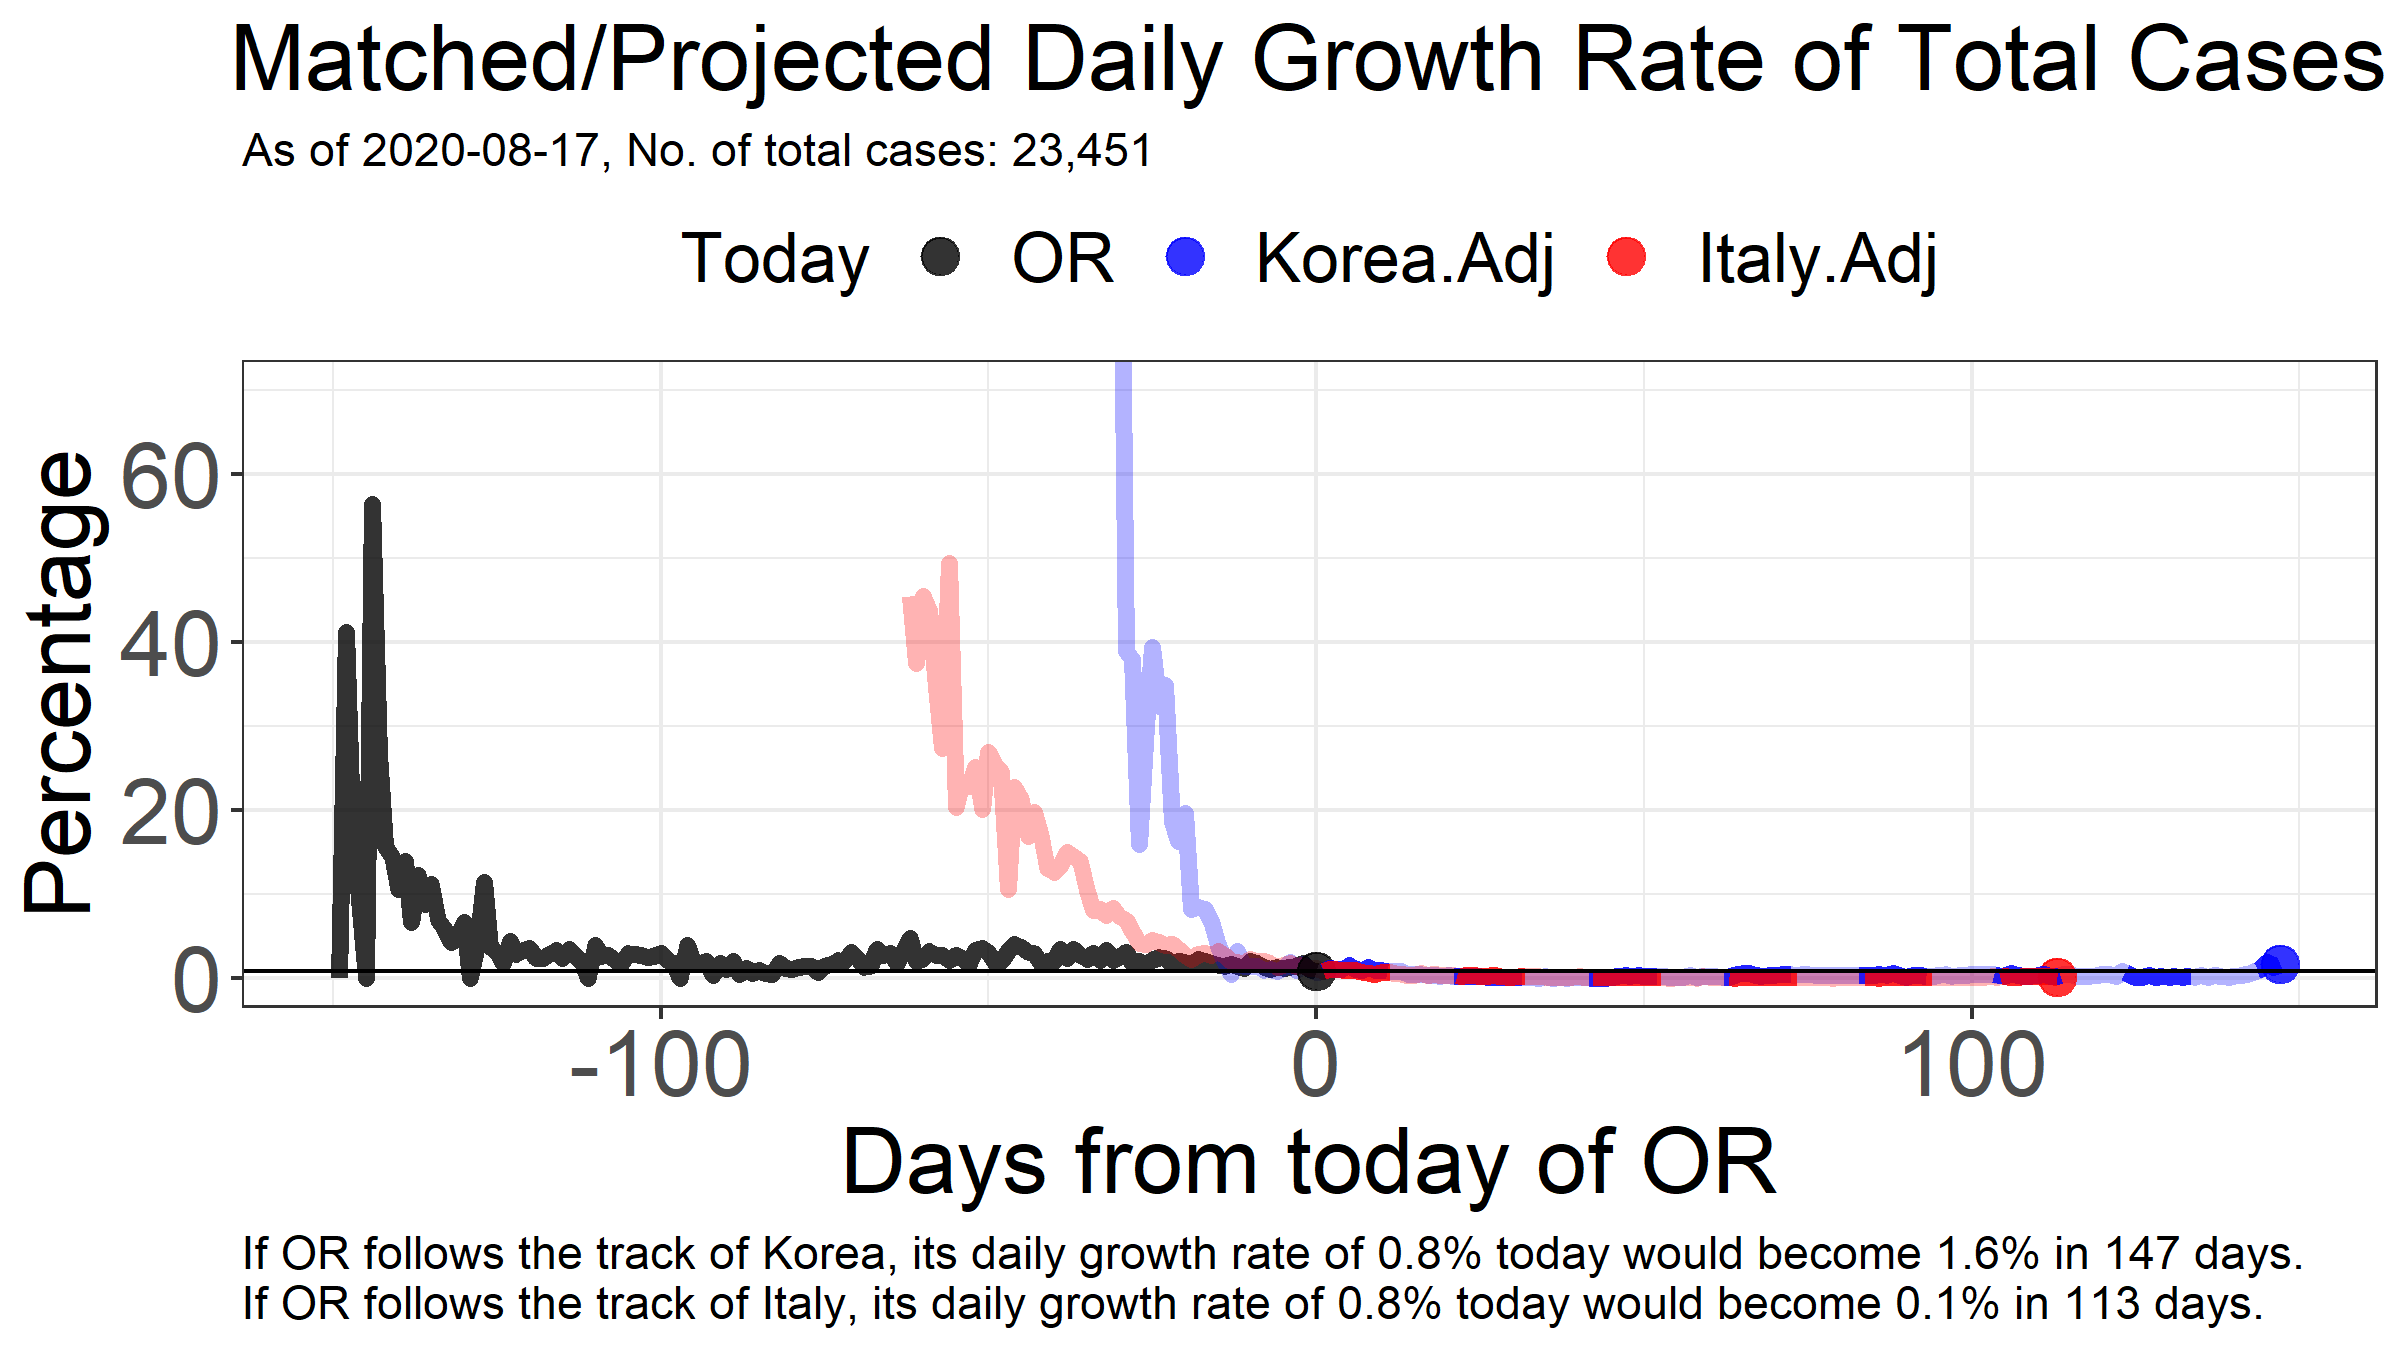 Matched/Projected Daily Growth Rate of Total Cases
As of 2020-08-17, No. of total cases: 23,451
Today OR Korea.Adj Italy.Adj
Percentage
60
40
20
0
-100 0 100
Days from today of OR
If OR follows the track of Korea, its daily growth rate of 0.8% today would become 1.6% in 147 days.
If OR follows the track of Italy, its daily growth rate of 0.8% today would become 0.1% in 113 days.